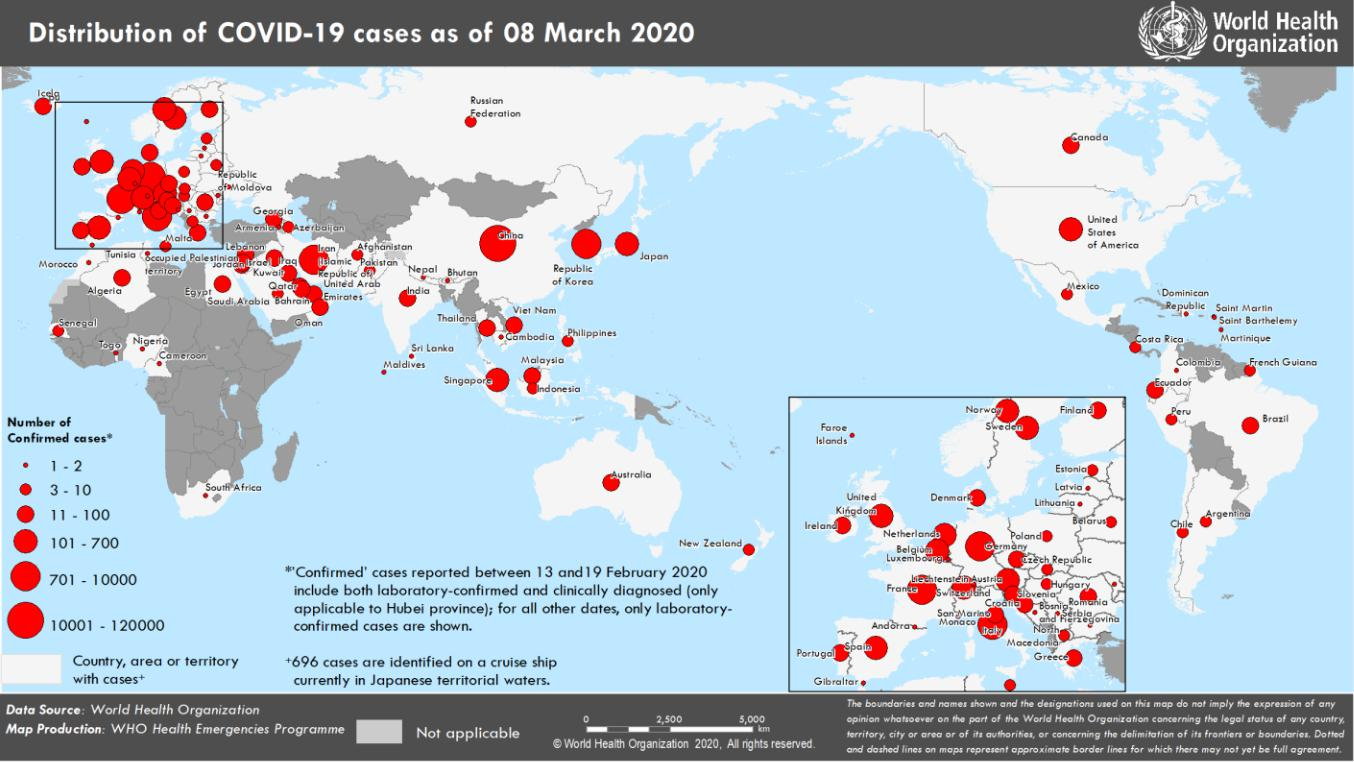 Distribution of COVID-19 cases as of 08 March 2020
World Health
Organization
Russian
Federation
Canada
Republic
of Moldova
United
States
of America
Georgia
Armenia
Azerbaijan
China
Malta
Lebanon
Iran
Afghanistan
Japan
Tunisia
occupied Palestinian
territory
Jordan
Israel
Iraq
Islamic
Pakistan
Morocco
Kuwait
Republic of
Nepal
Bhutan
Republic
of Korea
Algeria
Egypt
Qatar
United Arab
Emirates
India
Mexico
Saudi Arabia
Bahrain
Dominican
Republic
Saint Martin
Saint Barthelemy
Martinique
Oman
Thailand
Viet Nam
Senegal
Togo
Nigeria
Cameroon
Cambodia
Philippines
Costa Rica
Sri Lanka
Maldives
Malaysia
Colombia
French Guiana
Singapore
Indonesia
Ecuador
Peru
Brazil
Number of
Confirmed cases*
1 - 2
3 - 10
11 - 100
101 - 700
701 - 10000
10001 - 120000
Country, area or territory
with cases⁺
South Africa
Australia
New Zealand
Chile
Argentina
Norway
Finland
Faroe
Islands
Sweden
Estonia
Latvia
Lithuania
United
Kingdom
Denmark
Ireland
Belarus
Netherlands
Poland
Belgium
Germany
Luxembourg
Czech Republic
Liechtenstein
Austria
France
Switzerland
Slovenia
Hungary
Croatia
Romania
San Marino
Bosnia
Serbia
and Herzegovina
Monaco
Andorra
Italy
North
Macedonia
Portugal
Spain
Greece
Gibraltar
*'Confirmed' cases reported between 13 and19 February 2020
include both laboratory-confirmed and clinically diagnosed (only
applicable to Hubei province); for all other dates, only laboratory-
confirmed cases are shown.
⁺696 cases are identified on a cruise ship
currently in Japanese territorial waters.
Data Source: World Health Organization
Map Production: WHO Health Emergencies Programme
Not applicable
0 2,500 5,000
km
© World Health Organization 2020, All rights reserved.
The boundaries and names shown and the designations used on this map do not imply the expression of any
opinion whatsoever on the part of the World Health Organization concerning the legal status of any country,
territory, city or area or of its authorities, or concerning the delimitation of its frontiers or boundaries. Dotted
and dashed lines on maps represent approximate border lines for which there may not yet be full agreement.